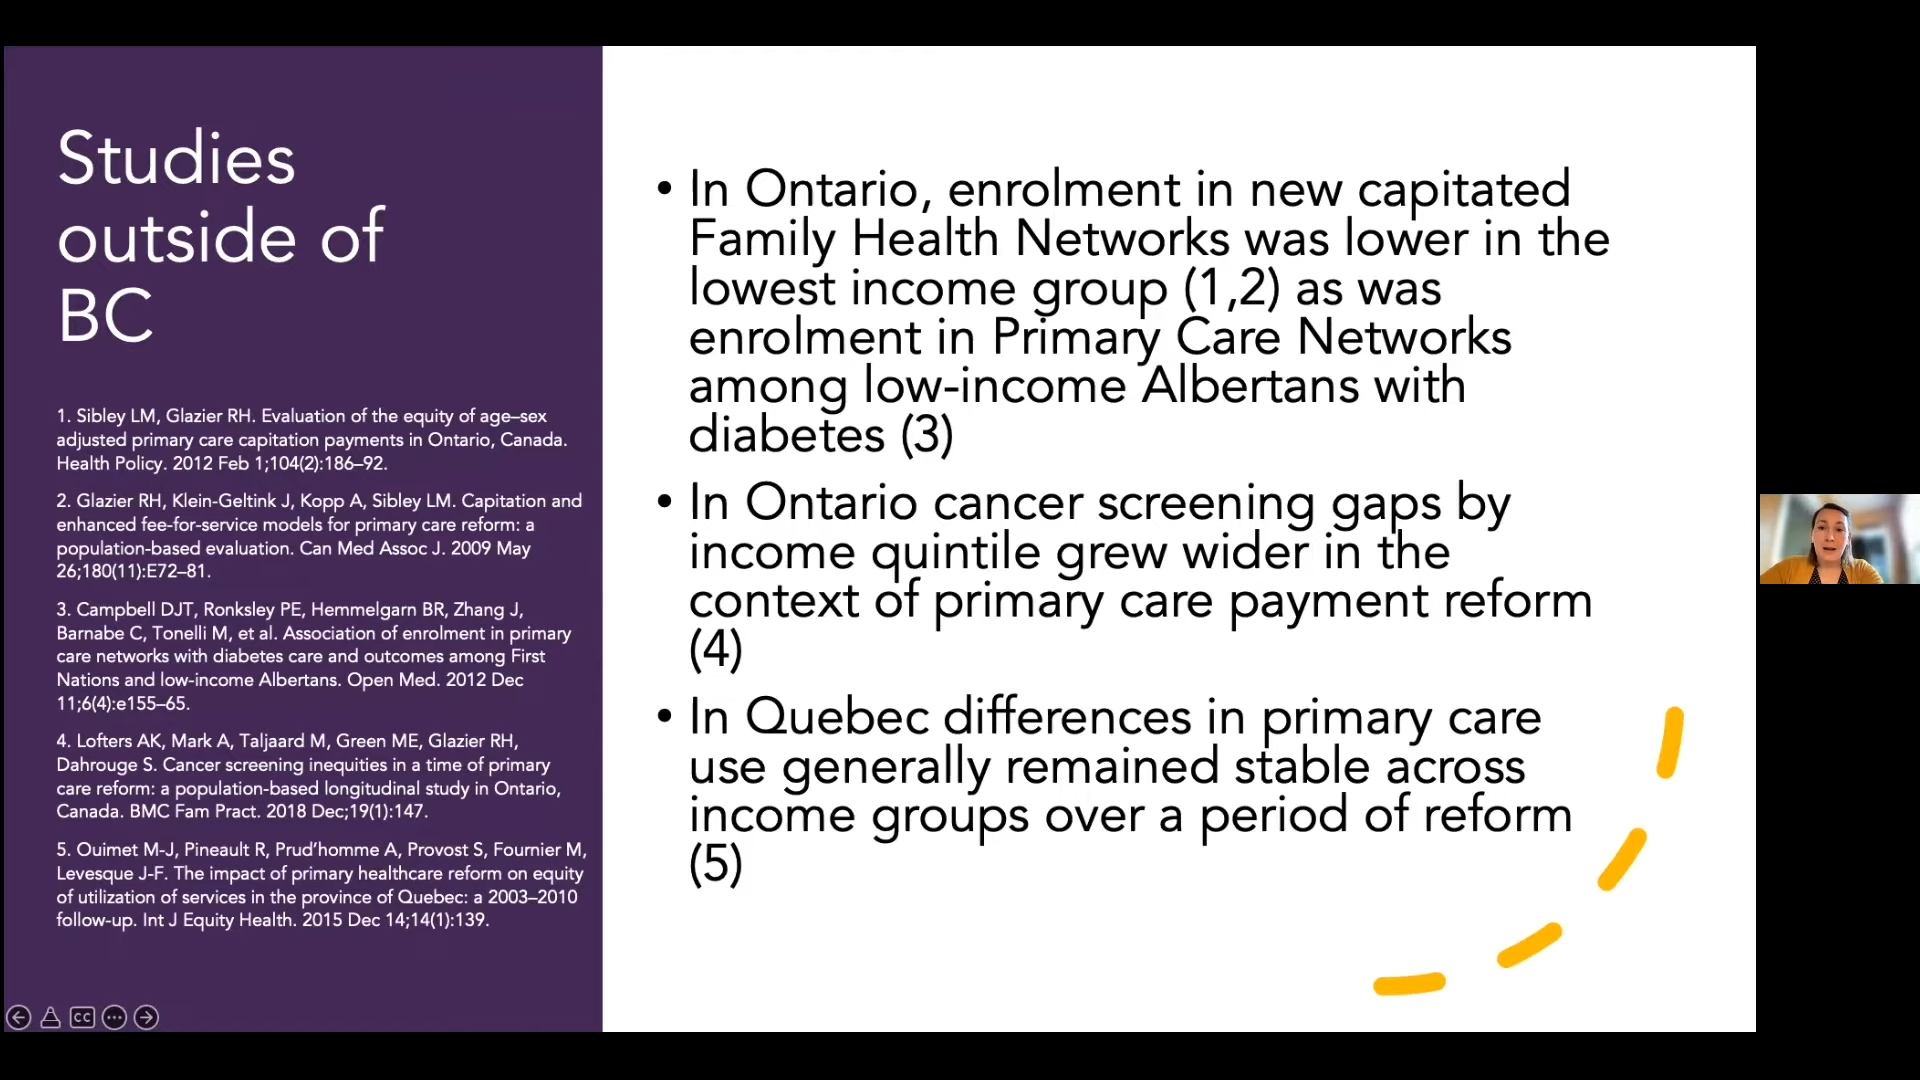 Studies
outside of
BC
1. Sibley LM, Glazier RH. Evaluation of the equity of age–sex
adjusted primary care capitation payments in Ontario, Canada.
Health Policy. 2012 Feb 1;104(2):186–92.
2. Glazier RH, Klein-Geltink J, Kopp A, Sibley LM. Capitation and
enhanced fee-for-service models for primary care reform: a
population-based evaluation. Can Med Assoc J. 2009 May
26;180(11):E72–81.
3. Campbell DJT, Ronksley PE, Hemmelgarn BR, Zhang J,
Barnabe C, Tonelli M, et al. Association of enrolment in primary
care networks with diabetes care and outcomes among First
Nations and low-income Albertans. Open Med. 2012 Dec
11;6(4):e155–65.
4. Lofters AK, Mark A, Taljaard M, Green ME, Glazier RH,
Dahrouge S. Cancer screening inequities in a time of primary
care reform: a population-based longitudinal study in Ontario,
Canada. BMC Fam Pract. 2018 Dec;19(1):147.
5. Ouimet M-J, Pineault R, Prud’homme A, Provost S, Fournier M,
Levesque J-F. The impact of primary healthcare reform on equity
of utilization of services in the province of Quebec: a 2003–2010
follow-up. Int J Equity Health. 2015 Dec 14;14(1):139.
CC
• In Ontario, enrolment in new capitated
Family Health Networks was lower in the
lowest income group (1,2) as was
enrolment in Primary Care Networks
among low-income Albertans with
diabetes (3)
• In Ontario cancer screening gaps by
income quintile grew wider in the
context of primary care payment reform
(4)
• In Quebec differences in primary care
use generally remained stable across
income groups over a period of reform
(5)